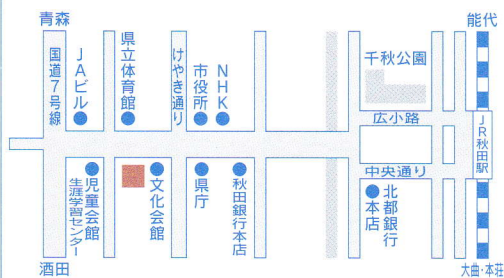 青森
能代
国道7号線
JAビル
県立体育館
けやき通り
市役所
NHK
千秋公園
広小路
JR秋田駅
中央通り
児童会館
生涯学習センター
文化会館
県庁
秋田銀行本店
北都銀行
本店
酒田
大曲・本荘